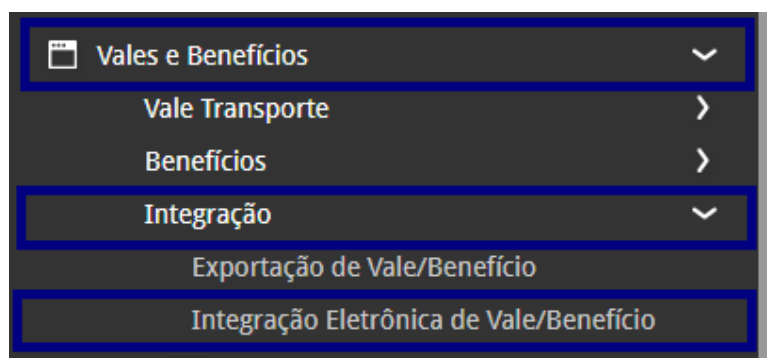 Vales e Benefícios
Vale Transporte
Benefícios
Integração
Exportação de Vale/Benefício
Integração Eletrônica de Vale/Benefício